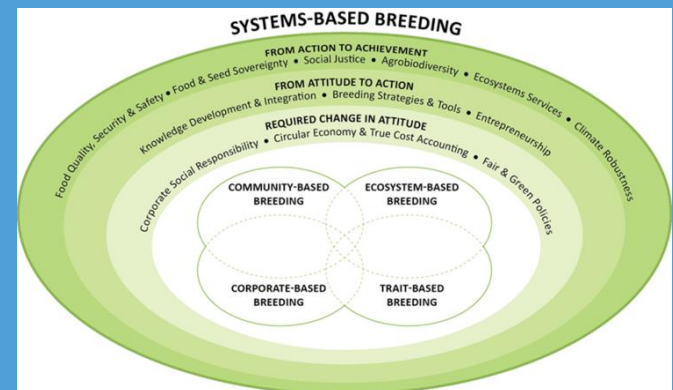 SYSTEMS-BASED BREEDING
FROM ACTION TO ACHIEVEMENT
Food Quality, Security & Safety • Food & Seed Sovereignty • Social Justice • Agrobiodiversity • Ecosystems Services • Climate Robustness
FROM ATTITUDE TO ACTION
Knowledge Development & Integration • Breeding Strategies & Tools • Entrepreneurship
REQUIRED CHANGE IN ATTITUDE
Corporate Social Responsibility • Circular Economy & True Cost Accounting • Fair & Green Policies
COMMUNITY-BASED
BREEDING
ECOSYSTEM-BASED
BREEDING
CORPORATE-BASED
BREEDING
TRAIT-BASED
BREEDING